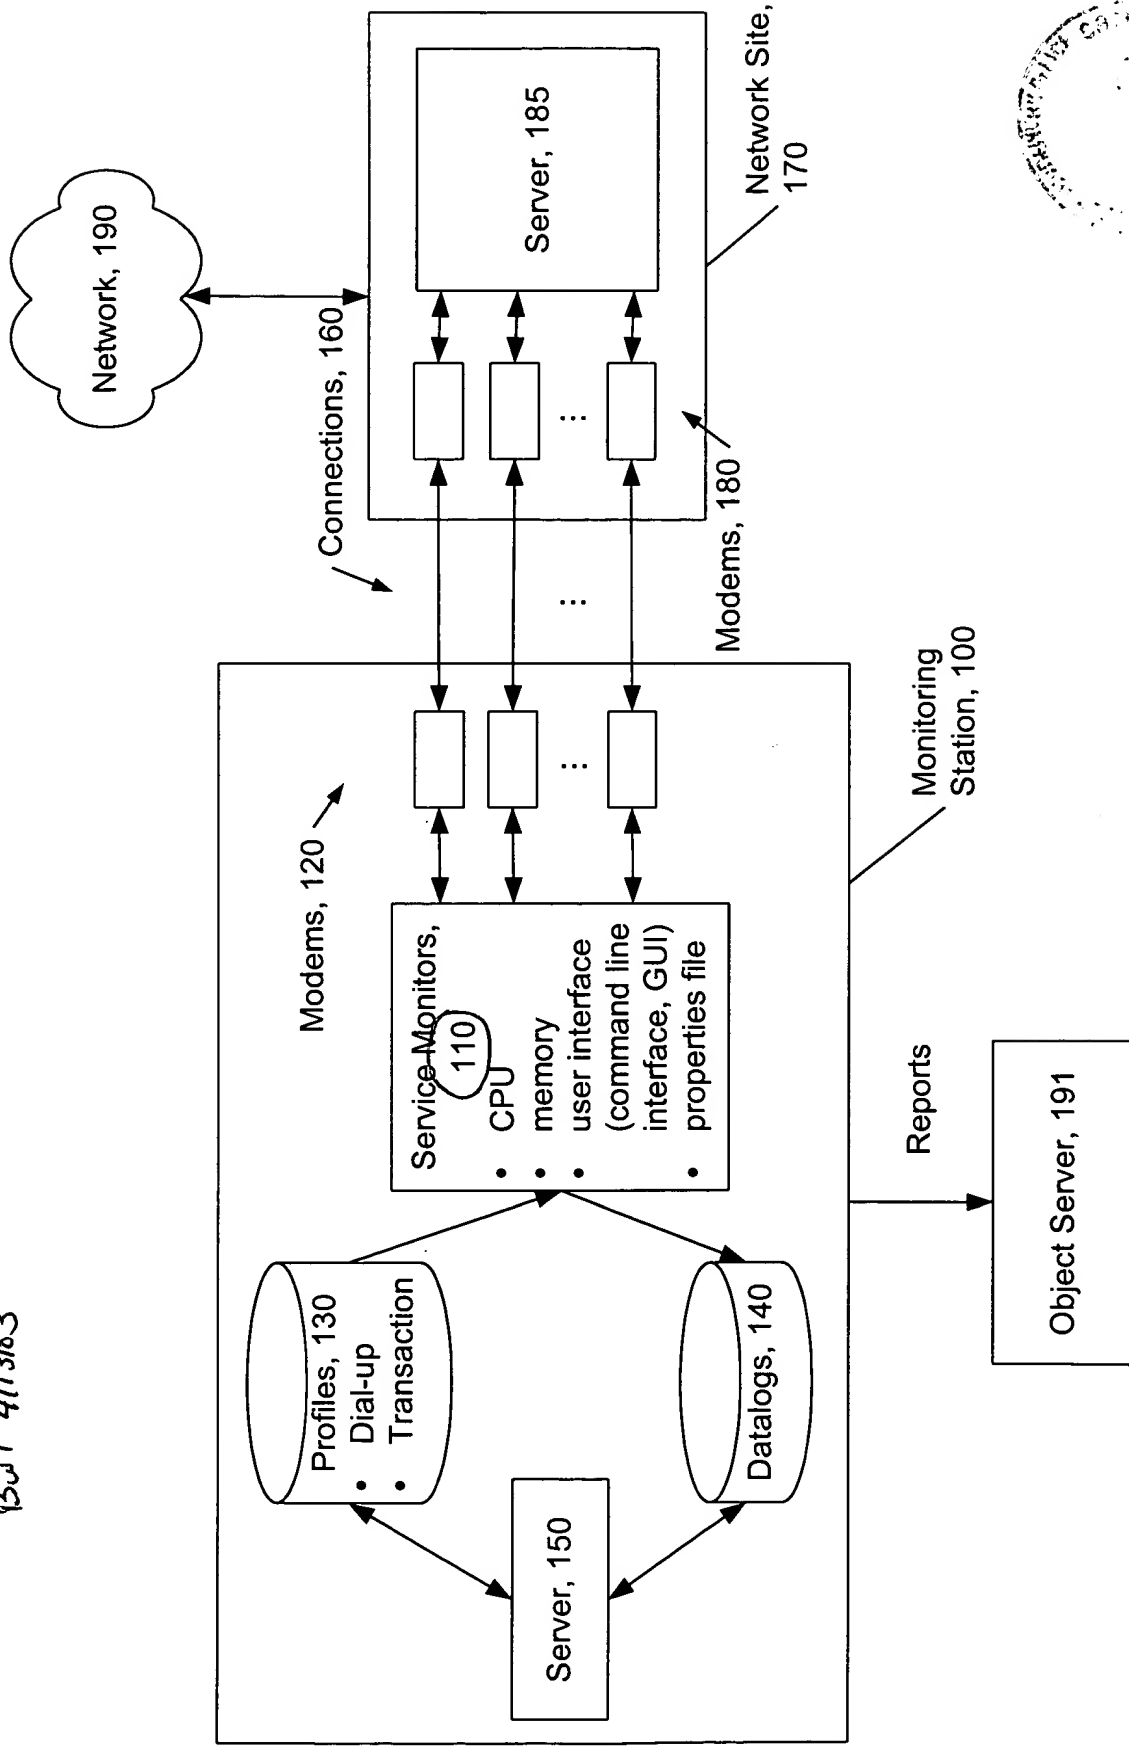 Network, 190
Connections, 160
Server, 185
Network Site,
170
Modems, 180
Modems, 120
Service Monitors,
110
• CPU
• memory
• user interface
(command line
interface, GUI)
• properties file
Monitoring
Station, 100
Profiles, 130
• Dial-up
• Transaction
Server, 150
Datalogs, 140
Reports
Object Server, 191
...
...
...